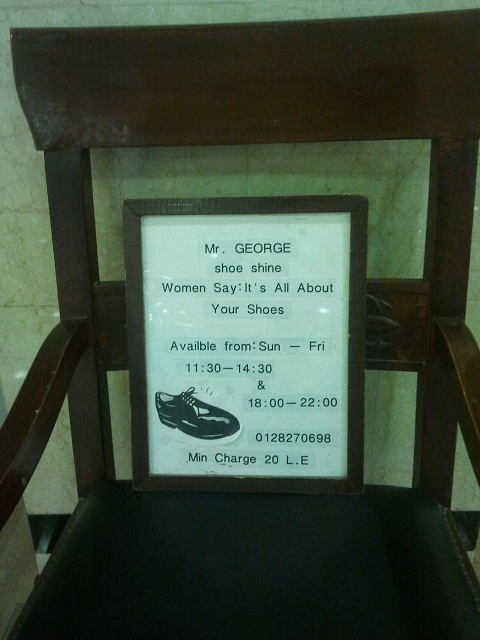 Mr. GEORGE
shoe shine
Women Say:It's All About
Your Shoes
Availble from:Sun — Fri
11:30—14:30
&
18:00—22:00
0128270698
Min Charge 20 L.E